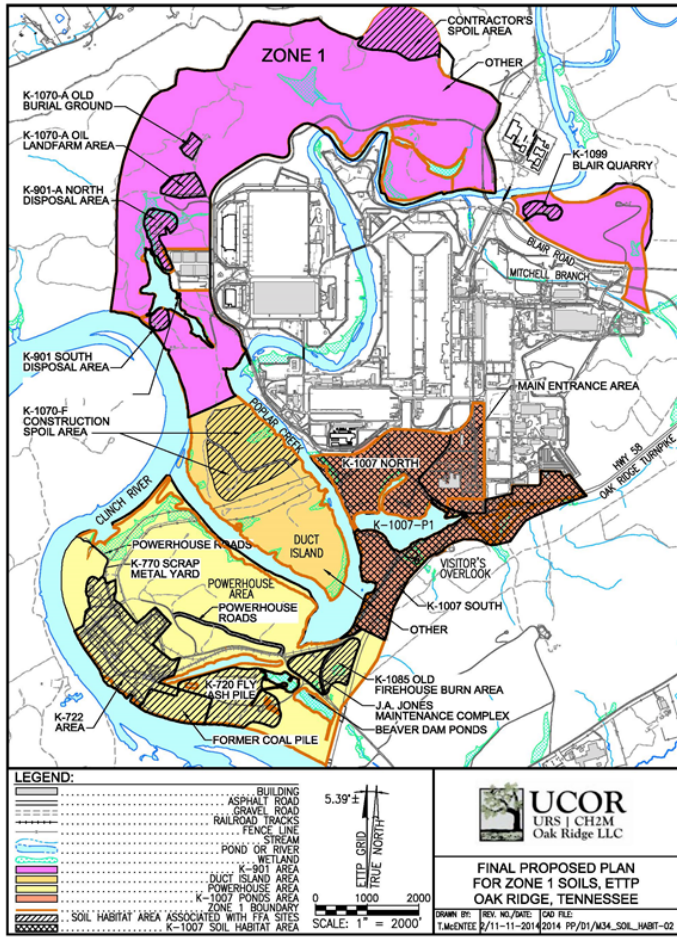 CONTRACTOR'S
SPOIL AREA
ZONE 1
OTHER
K-1070-A OLD
BURIAL GROUND
K-1070-A OIL
LANDFARM AREA
K-1099
BLAIR QUARRY
K-901-A NORTH
DISPOSAL AREA
BLAIR ROAD
MITCHELL BRANCH
K-901 SOUTH
DISPOSAL AREA
MAIN ENTRANCE AREA
K-1070-F
CONSTRUCTION
SPOIL AREA
POPLAR CREEK
K-1007 NORTH
HWY 58
OAK RIDGE TURNPIKE
CLINCH RIVER
K-1007-P1
DUCT
ISLAND
POWERHOUSE ROADS
K-770 SCRAP
METAL YARD
VISITOR'S
OVERLOOK
POWERHOUSE
AREA
POWERHOUSE
ROADS
K-1007 SOUTH
OTHER
K-720 FLY
ASH PILE
K-1085 OLD
FIREHOUSE BURN AREA
J.A. JONES
MAINTENANCE COMPLEX
K-722
AREA
BEAVER DAM PONDS
FORMER COAL PILE
LEGEND:
BUILDING
ASPHALT ROAD
GRAVEL ROAD
RAILROAD TRACKS
FENCE LINE
STREAM
POND OR RIVER
WETLAND
K-901 AREA
DUCT ISLAND AREA
POWERHOUSE AREA
K-1007 PONDS AREA
ZONE 1 BOUNDARY
SOIL HABITAT AREA ASSOCIATED WITH FFA SITES
K-1007 SOIL HABITAT AREA
5.39°±
ETTP GRID
TRUE NORTH
0 1000 2000
SCALE: 1" = 2000'
UCOR
URS | CH2M
Oak Ridge LLC
FINAL PROPOSED PLAN
FOR ZONE 1 SOILS, ETTP
OAK RIDGE, TENNESSEE
DRAWN BY: REV. NO./DATE: CAD FILE:
T.McENTEE 2/11-11-2014 2014 PP/D1/M34_SOIL_HABIT-02